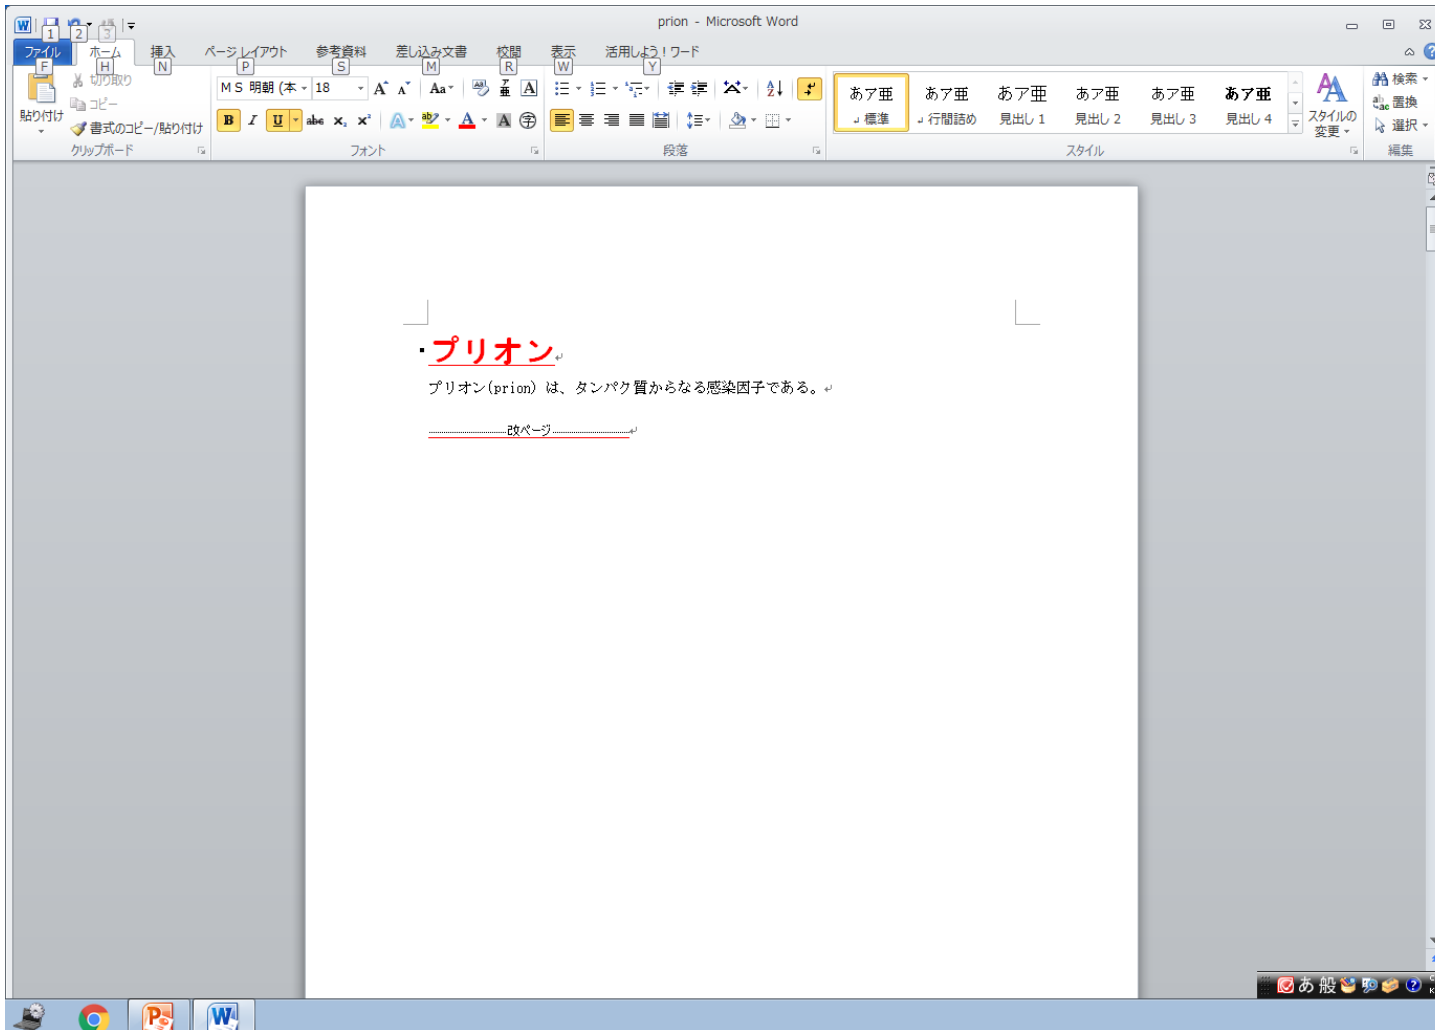 prion - Microsoft Word
1 2 3
ファイル ホーム 挿入 ページ レイアウト 参考資料 差し込み文書 校閲 表示 活用しよう！ワード
F H N P S M R W Y
貼り付け
切り取り
コピー
書式のコピー/貼り付け
クリップボード
ＭＳ 明朝 (本 18
フォント
段落
あア亜 あア亜 あア亜 あア亜 あア亜 あア亜
標準 行間詰め 見出し 1 見出し 2 見出し 3 見出し 4
スタイルの
変更
スタイル
検索
置換
選択
編集
プリオン
プリオン(prion) は、タンパク質からなる感染因子である。
改ページ
あ 般